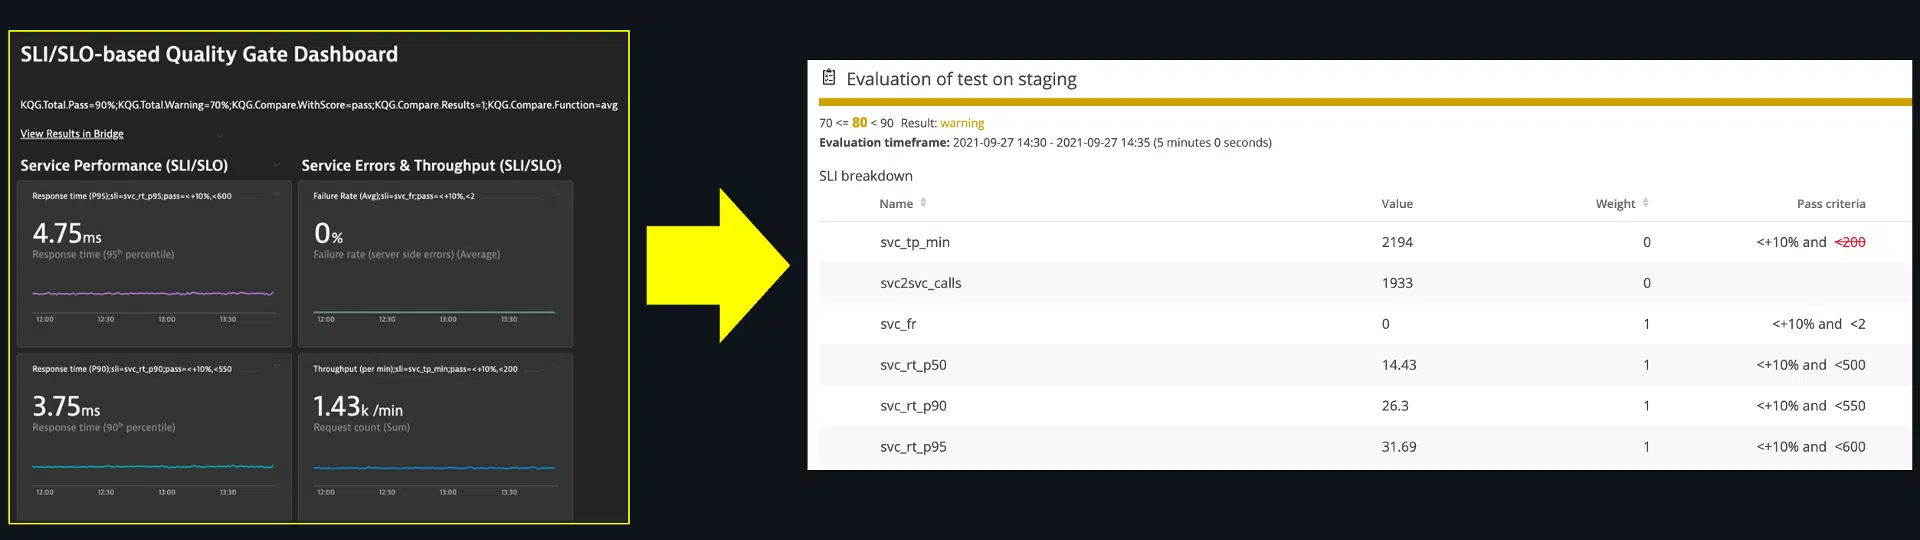 SLI/SLO-based Quality Gate Dashboard
KQG.Total.Pass=90%;KQG.Total.Warning=70%;KQG.Compare.WithScore=pass;KQG.Compare.Results=1;KQG.Compare.Function=avg
View Results in Bridge
Service Performance (SLI/SLO)
Response time (P95);sli=svc_rt_p95;pass=<+10%,<600
4.75ms
Response time (95th percentile)
12:00 12:30 13:00 13:30
Response time (P90);sli=svc_rt_p90;pass=<+10%,<550
3.75ms
Response time (90th percentile)
12:00 12:30 13:00 13:30
Service Errors & Throughput (SLI/SLO)
Failure Rate (Avg);sli=svc_fr;pass=<+10%,<2
0%
Failure rate (server side errors) (Average)
12:00 12:30 13:00 13:30
Throughput (per min);sli=svc_tp_min;pass=<+10%,<200
1.43k /min
Request count (Sum)
12:00 12:30 13:00 13:30
Evaluation of test on staging
70 <= 80 < 90 Result: warning
Evaluation timeframe: 2021-09-27 14:30 - 2021-09-27 14:35 (5 minutes 0 seconds)
SLI breakdown
Name Value Weight Pass criteria
svc_tp_min 2194 0 <+10% and <200
svc2svc_calls 1933 0
svc_fr 0 1 <+10% and <2
svc_rt_p50 14.43 1 <+10% and <500
svc_rt_p90 26.3 1 <+10% and <550
svc_rt_p95 31.69 1 <+10% and <600